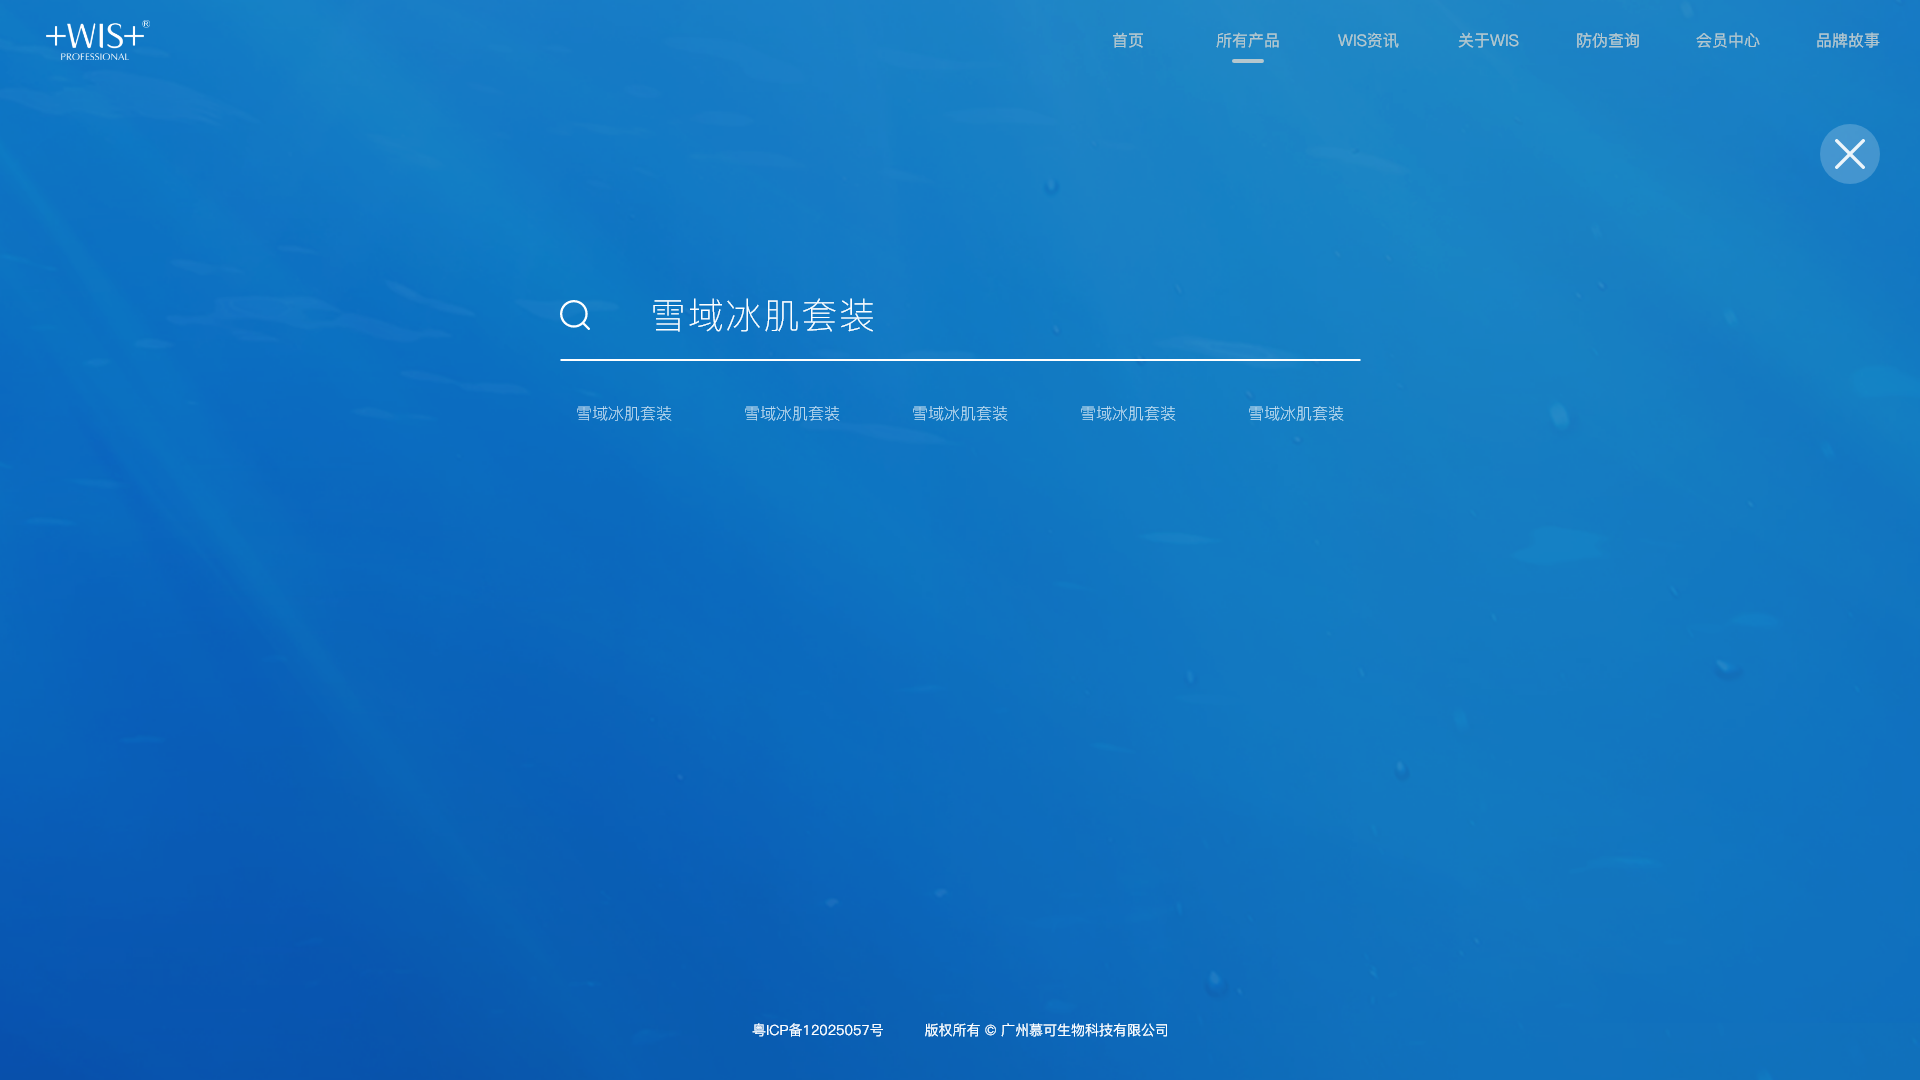 +WIS+®
PROFESSIONAL
首页 所有产品 WIS资讯 关于WIS 防伪查询 会员中心 品牌故事
雪域冰肌套装
雪域冰肌套装 雪域冰肌套装 雪域冰肌套装 雪域冰肌套装 雪域冰肌套装
粤ICP备12025057号 版权所有 © 广州慕可生物科技有限公司